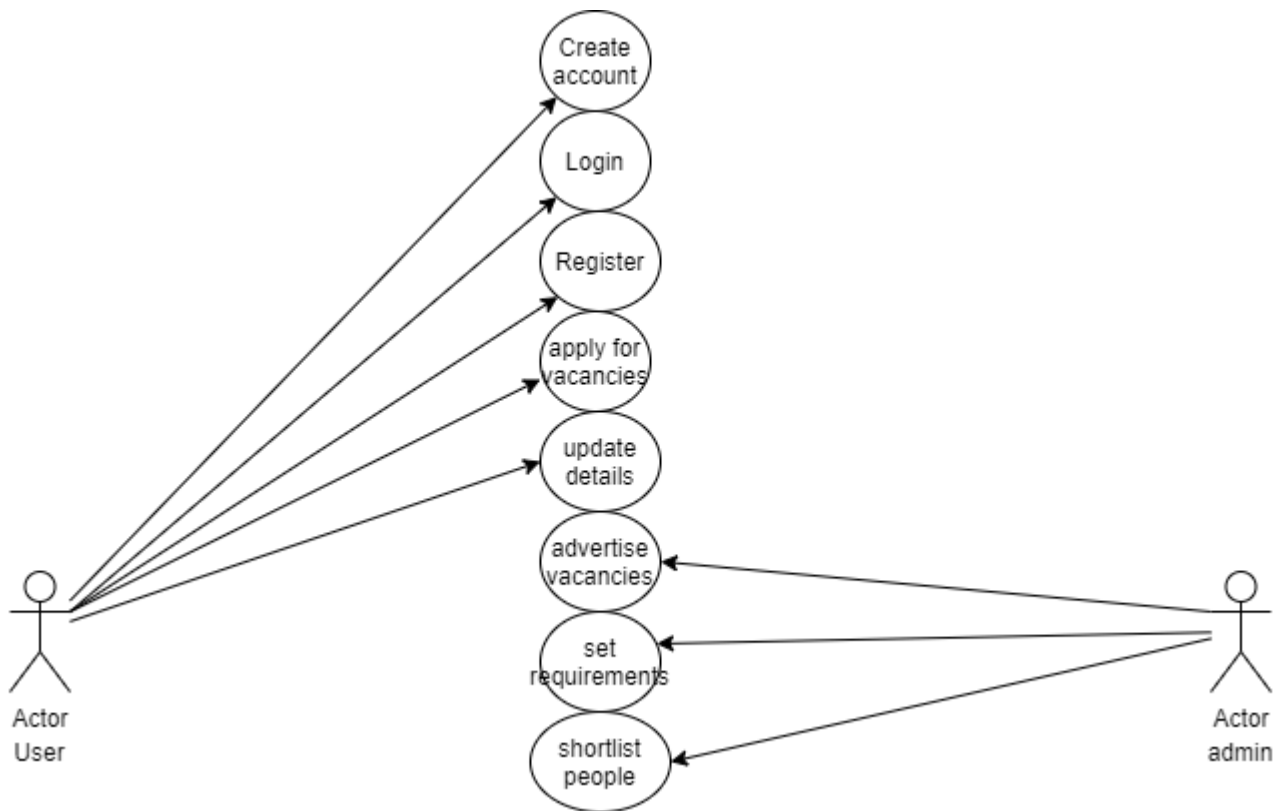 Create
account
Login
Register
apply for
vacancies
update
details
advertise
vacancies
set
requirements
shortlist
people
Actor
User
Actor
admin